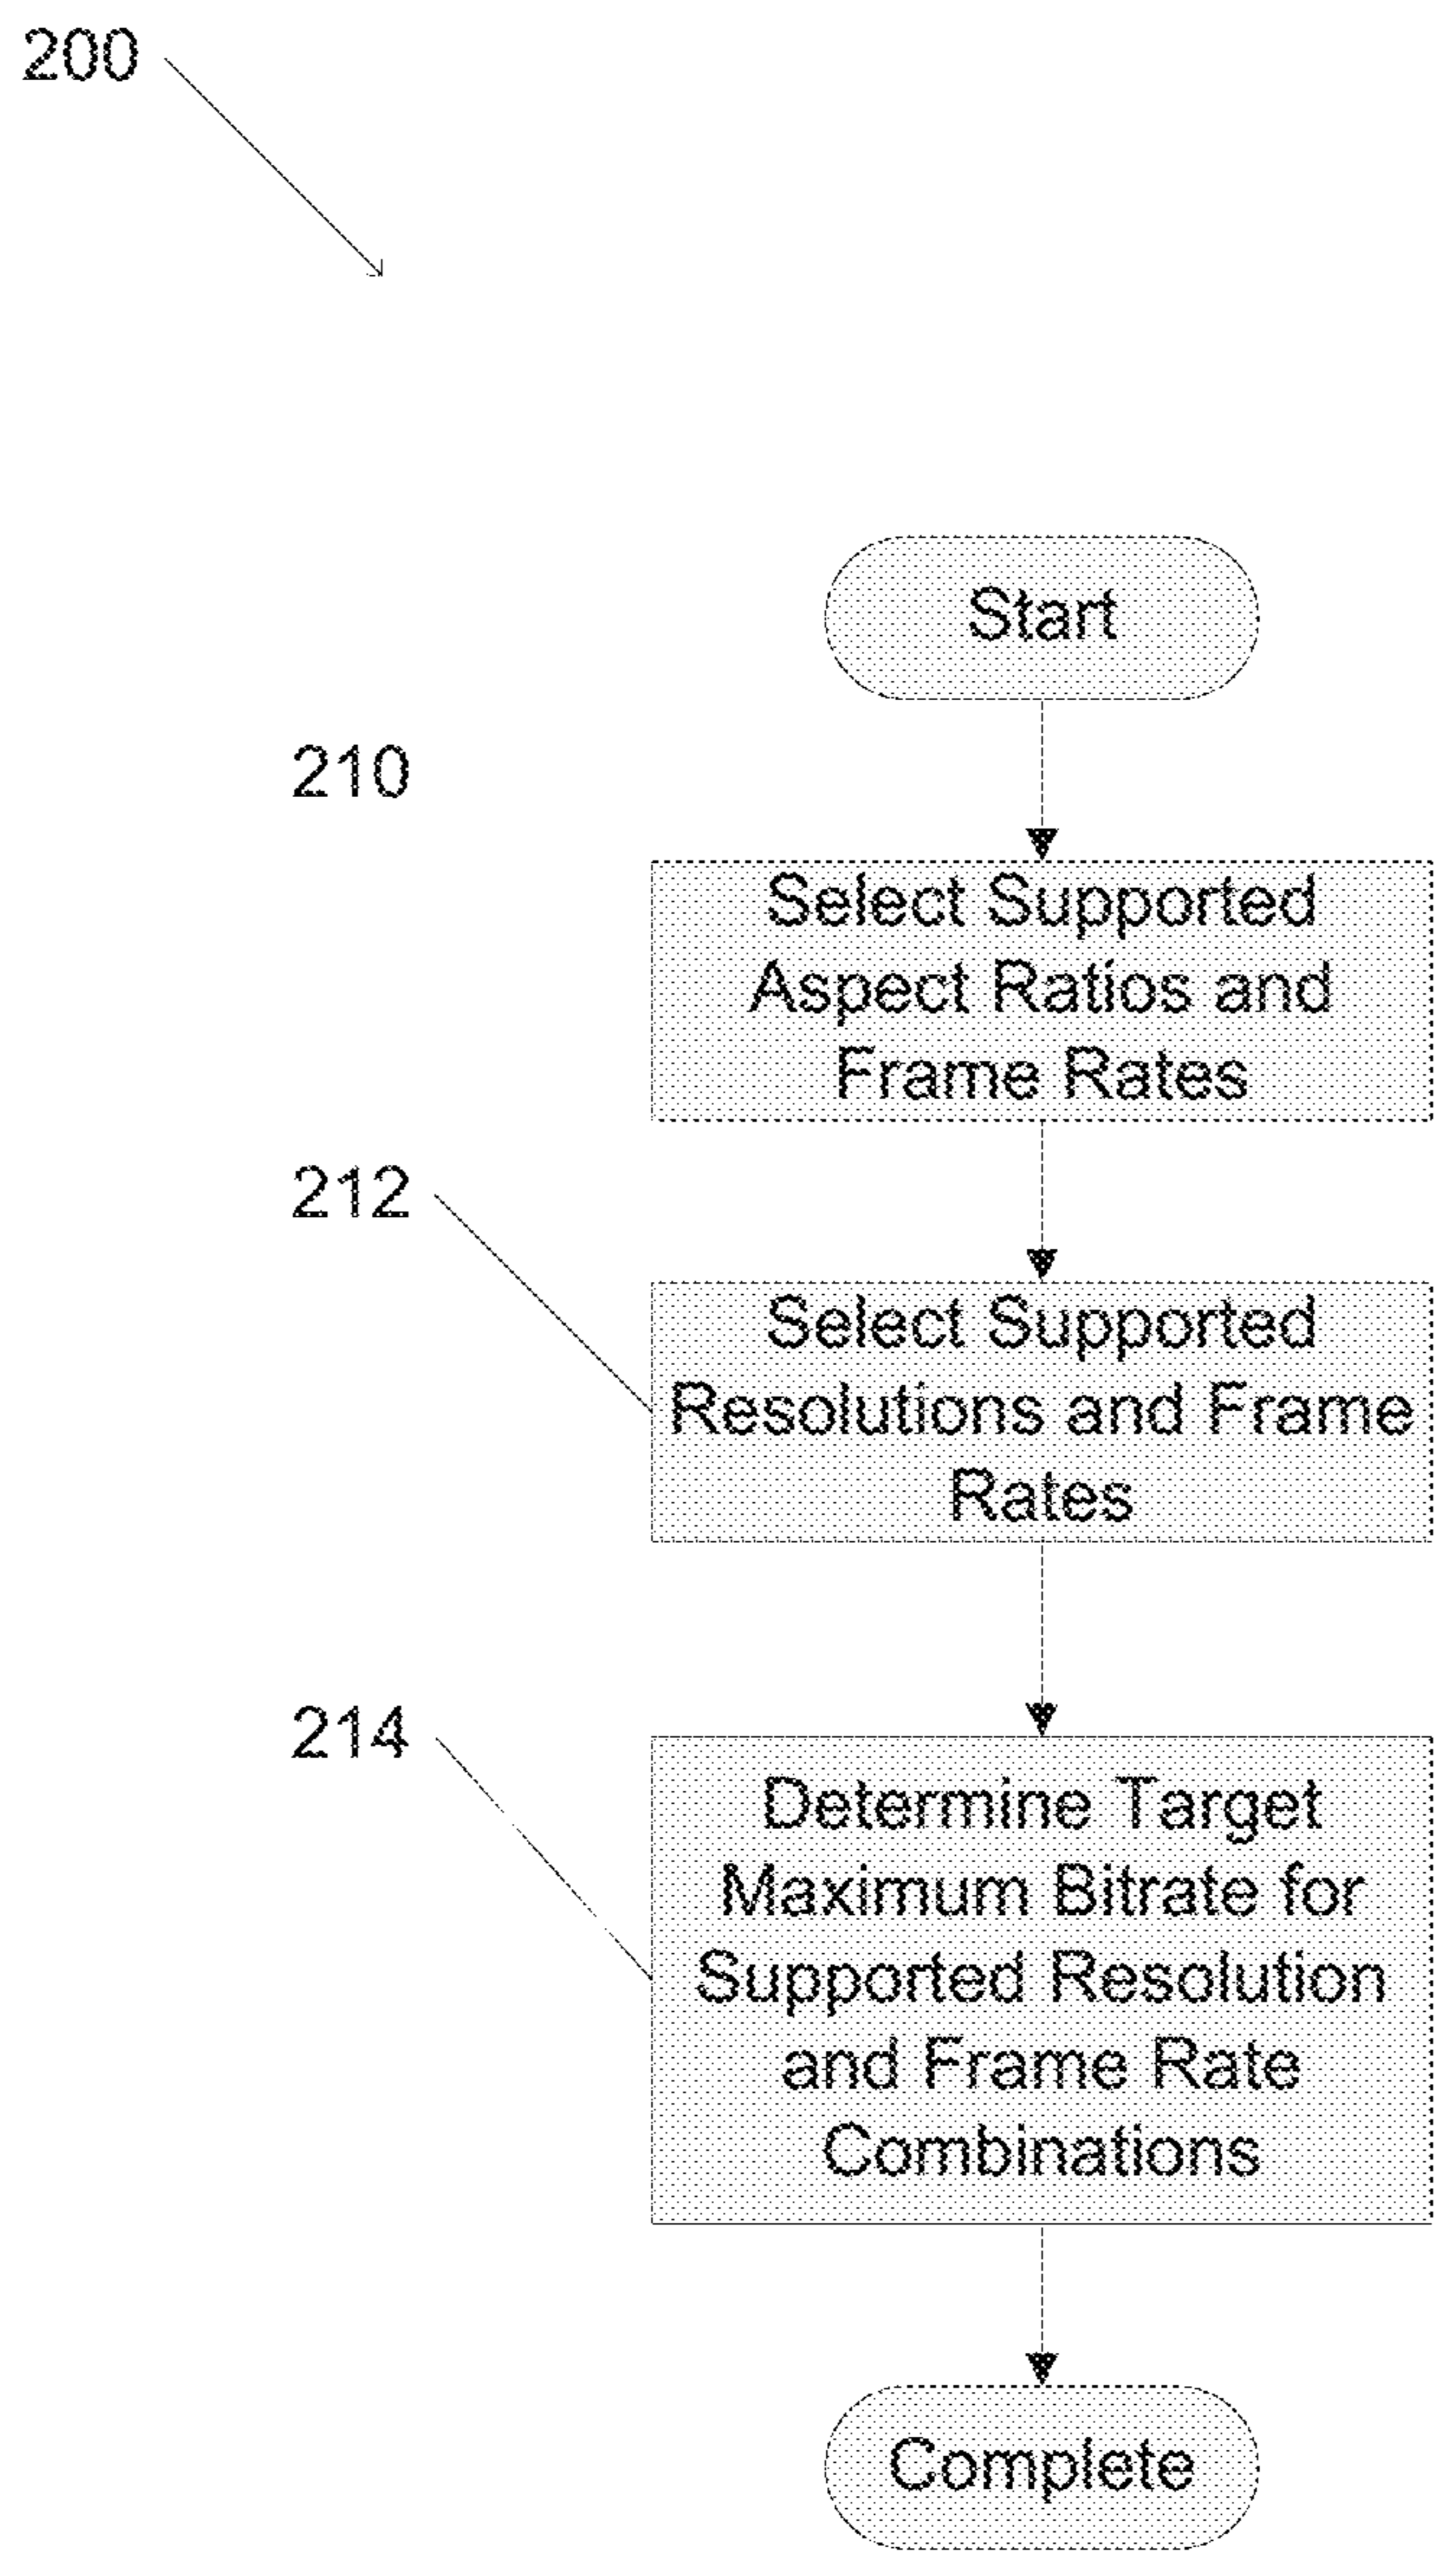 200
Start
210
Select Supported
Aspect Ratios and
Frame Rates
212
Select Supported
Resolutions and Frame
Rates
214
Determine Target
Maximum Bitrate for
Supported Resolution
and Frame Rate
Combinations
Complete